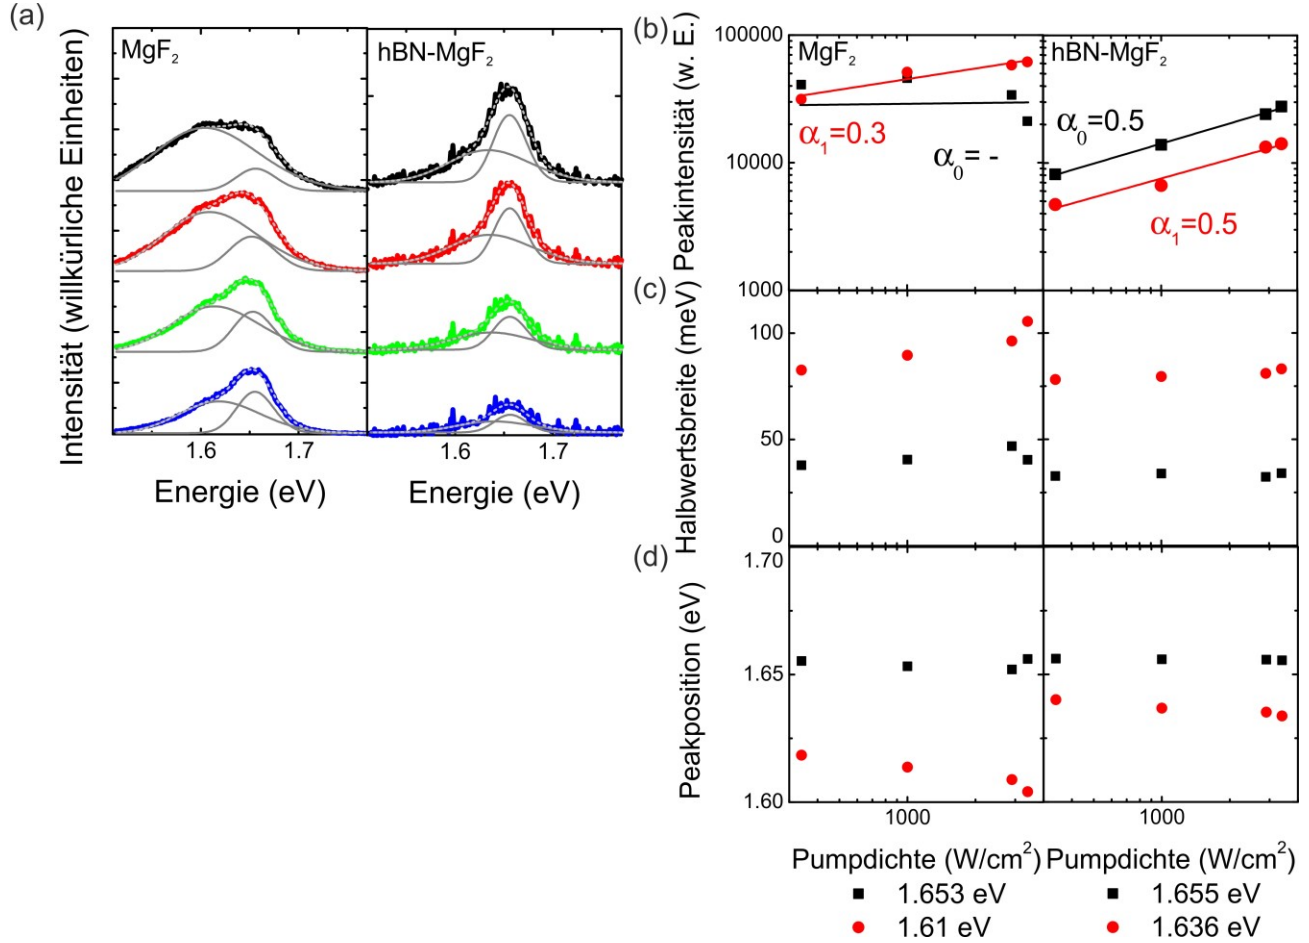 (a)
MgF2
hBN-MgF2
Intensität (willkürliche Einheiten)
1.6
1.7
1.6
1.7
Energie (eV)
Energie (eV)
(b)
Peakintensität (w. E.)
100000
10000
1000
MgF2
α1=0.3
α0= -
hBN-MgF2
α0=0.5
α1=0.5
(c)
Halbwertsbreite (meV)
100
50
0
(d)
Peakposition (eV)
1.70
1.65
1.60
1000
1000
Pumpdichte (W/cm2)
Pumpdichte (W/cm2)
1.653 eV
1.61 eV
1.655 eV
1.636 eV